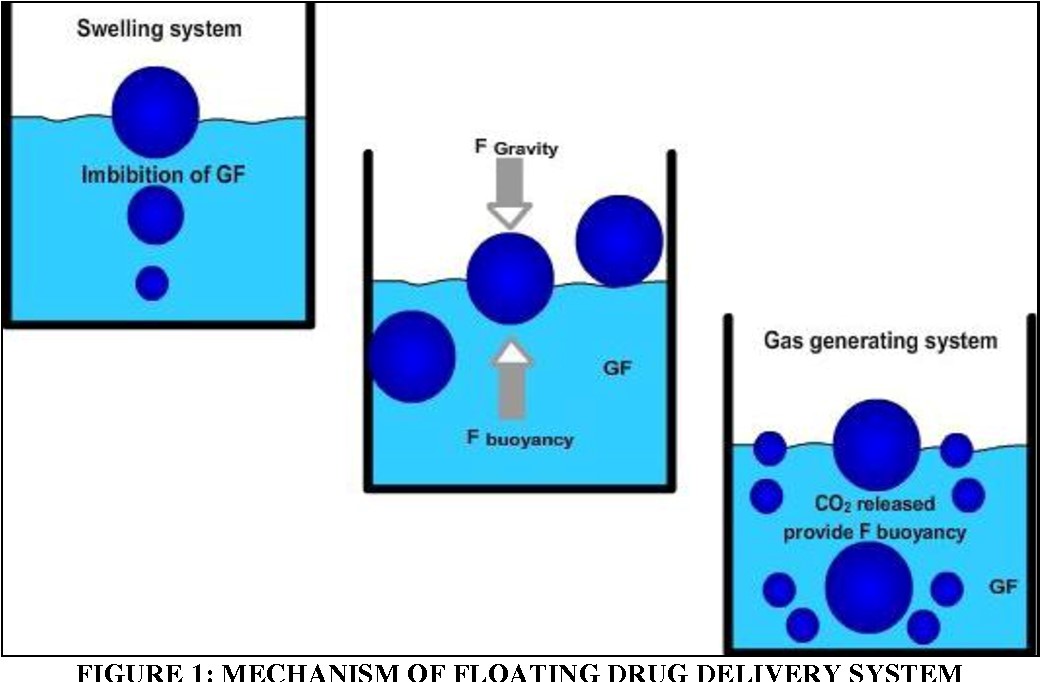 Swelling system
Imbibition of GF
F Gravity
GF
F buoyancy
Gas generating system
CO₂ released
provide F buoyancy
GF
FIGURE 1: MECHANISM OF FLOATING DRUG DELIVERY SYSTEM